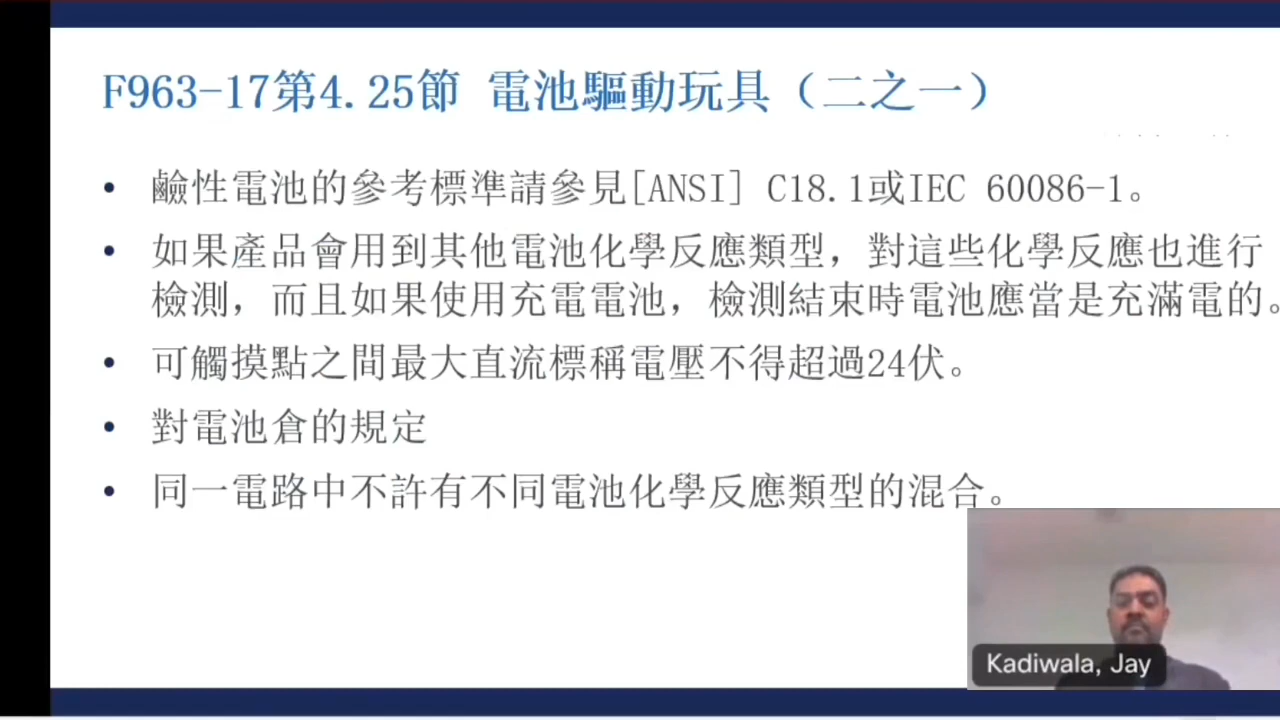 F963-17第4.25節 電池驅動玩具（二之一）
• 鹼性電池的參考標準請參見[ANSI] C18.1或IEC 60086-1。
• 如果產品會用到其他電池化學反應類型，對這些化學反應也進行
檢測，而且如果使用充電電池，檢測結束時電池應當是充滿電的。
• 可觸摸點之間最大直流標稱電壓不得超過24伏。
• 對電池倉的規定
• 同一電路中不許有不同電池化學反應類型的混合。
Kadiwala, Jay